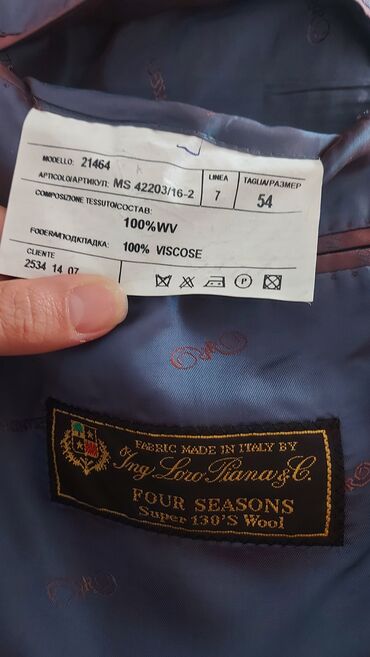 MODELLO: 21464
ARTICOLO/АРТИКУЛ: MS 42203/16-2
LINEA
7
TAGLIA/РАЗМЕР
54
COMPOSIZIONE TESSUTO/СОСТАВ:
100%WV
FODERA/ПОДКЛАДКА: 100% VISCOSE
CLIENTE
2534 14 07
P
FABRIC MADE IN ITALY BY
Ing. Loro Piana & C.
FOUR SEASONS
Super 130'S Wool